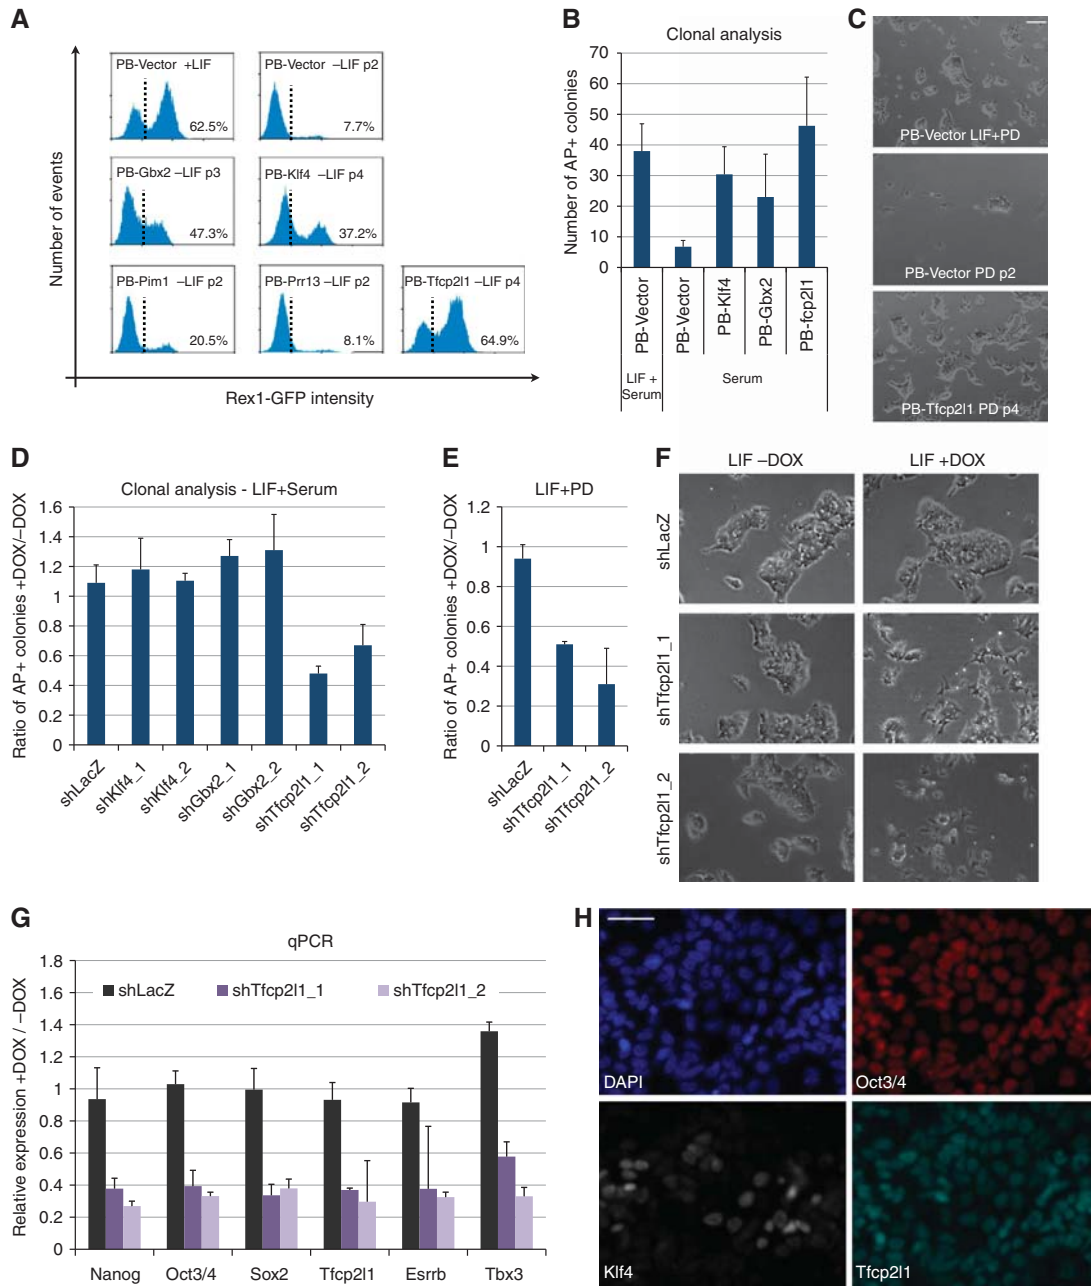 A
Number of events
PB-Vector +LIF
62.5%
PB-Vector –LIF p2
7.7%
PB-Gbx2 –LIF p3
47.3%
PB-Klf4 –LIF p4
37.2%
PB-Pim1 –LIF p2
20.5%
PB-Prr13 –LIF p2
8.1%
PB-Tfcp2l1 –LIF p4
64.9%
Rex1-GFP intensity
B
Clonal analysis
Number of AP+ colonies
70
60
50
40
30
20
10
0
PB-Vector
PB-Vector
PB-Klf4
PB-Gbx2
PB-fcp2l1
LIF +
Serum
Serum
C
PB-Vector LIF+PD
PB-Vector PD p2
PB-Tfcp2l1 PD p4
D
Clonal analysis - LIF+Serum
Ratio of AP+ colonies +DOX/–DOX
1.6
1.4
1.2
1
0.8
0.6
0.4
0.2
0
shLacZ
shKlf4_1
shKlf4_2
shGbx2_1
shGbx2_2
shTfcp2l1_1
shTfcp2l1_2
E
LIF+PD
Ratio of AP+ colonies +DOX/–DOX
1.2
1
0.8
0.6
0.4
0.2
0
shLacZ
shTfcp2l1_1
shTfcp2l1_2
F
LIF –DOX
LIF +DOX
shLacZ
shTfcp2l1_1
shTfcp2l1_2
G
qPCR
Relative expression +DOX / –DOX
1.8
1.6
1.4
1.2
1
0.8
0.6
0.4
0.2
0
shLacZ
shTfcp2l1_1
shTfcp2l1_2
Nanog
Oct3/4
Sox2
Tfcp2l1
Esrrb
Tbx3
H
DAPI
Oct3/4
Klf4
Tfcp2l1